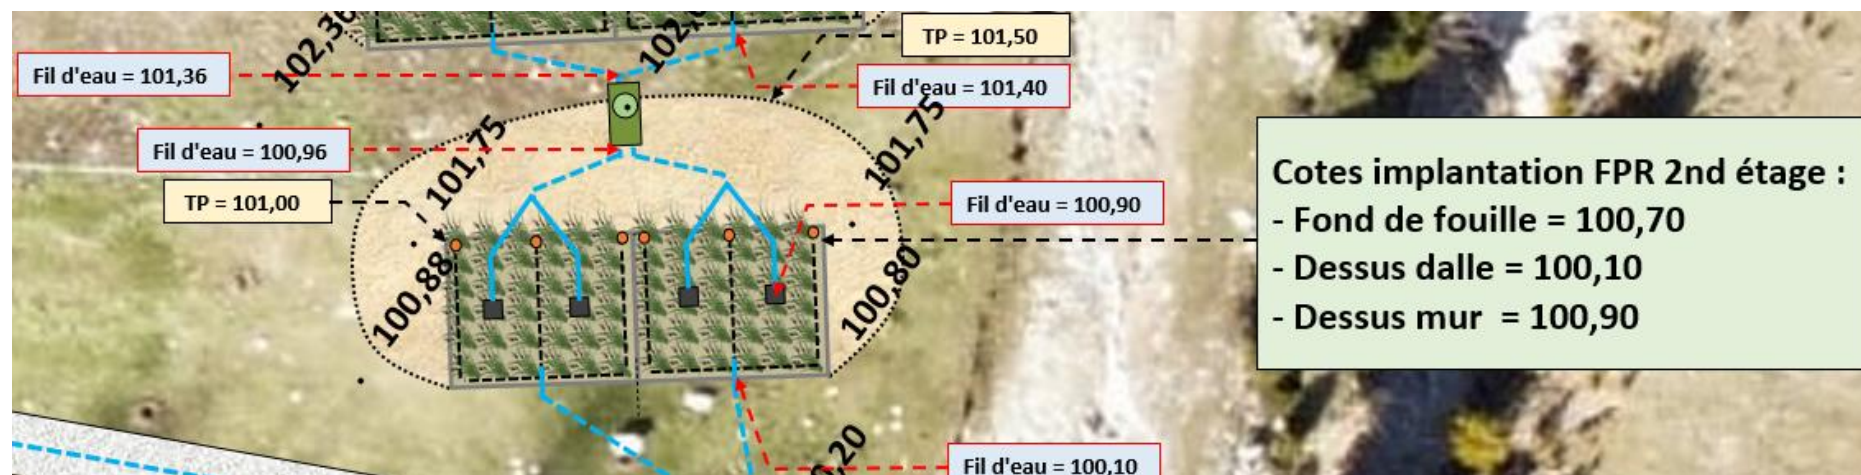 102,36
102,
TP = 101,50
Fil d'eau = 101,36
Fil d'eau = 101,40
101,75
101,75
Fil d'eau = 100,96
TP = 101,00
Fil d'eau = 100,90
100,88
100,80
Cotes implantation FPR 2nd étage :
- Fond de fouille = 100,70
- Dessus dalle = 100,10
- Dessus mur = 100,90
,20
Fil d'eau = 100,10